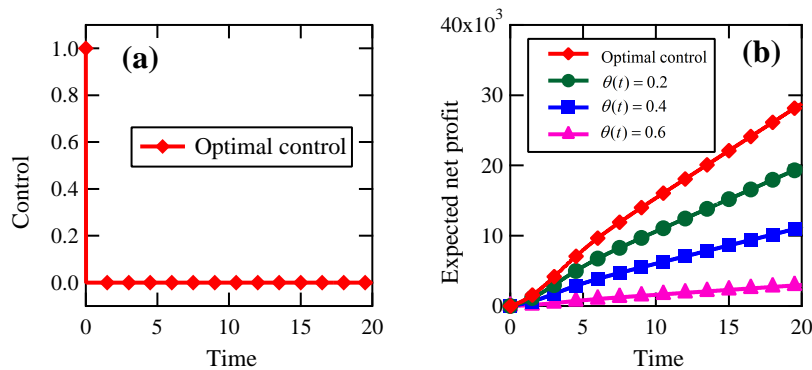 (a)
1.0
0.8
0.6
0.4
0.2
0.0
Control
Optimal control
0
5
10
15
20
Time
(b)
40x10³
30
20
10
0
Expected net profit
Optimal control
θ(t) = 0.2
θ(t) = 0.4
θ(t) = 0.6
0
5
10
15
20
Time